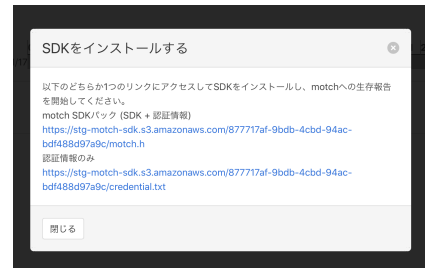 SDKをインストールする
以下のどちらか1つのリンクにアクセスしてSDKをインストールし、motchへの生存報告
を開始してください。
motch SDKパック (SDK + 認証情報)
https://stg-motch-sdk.s3.amazonaws.com/877717af-9bdb-4cbd-94ac-
bdf488d97a9c/motch.h
認証情報のみ
https://stg-motch-sdk.s3.amazonaws.com/877717af-9bdb-4cbd-94ac-
bdf488d97a9c/credential.txt
閉じる